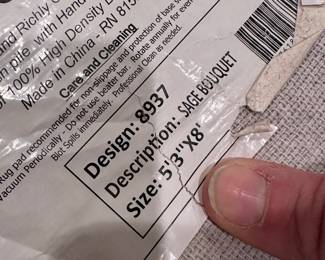 and Richly
pile, with Hand
of 100% High Density
Made in China - RN 815
Care and Cleaning
Rug pad recommended for non-slippage and protection of base
Vacuum Periodically - Do not use beater bar. Rotate annually for even
Blot Spills immediately. Professional Clean as needed.
Design: 8937
Description: SAGE BOUQUET
Size: 5'3"X8'